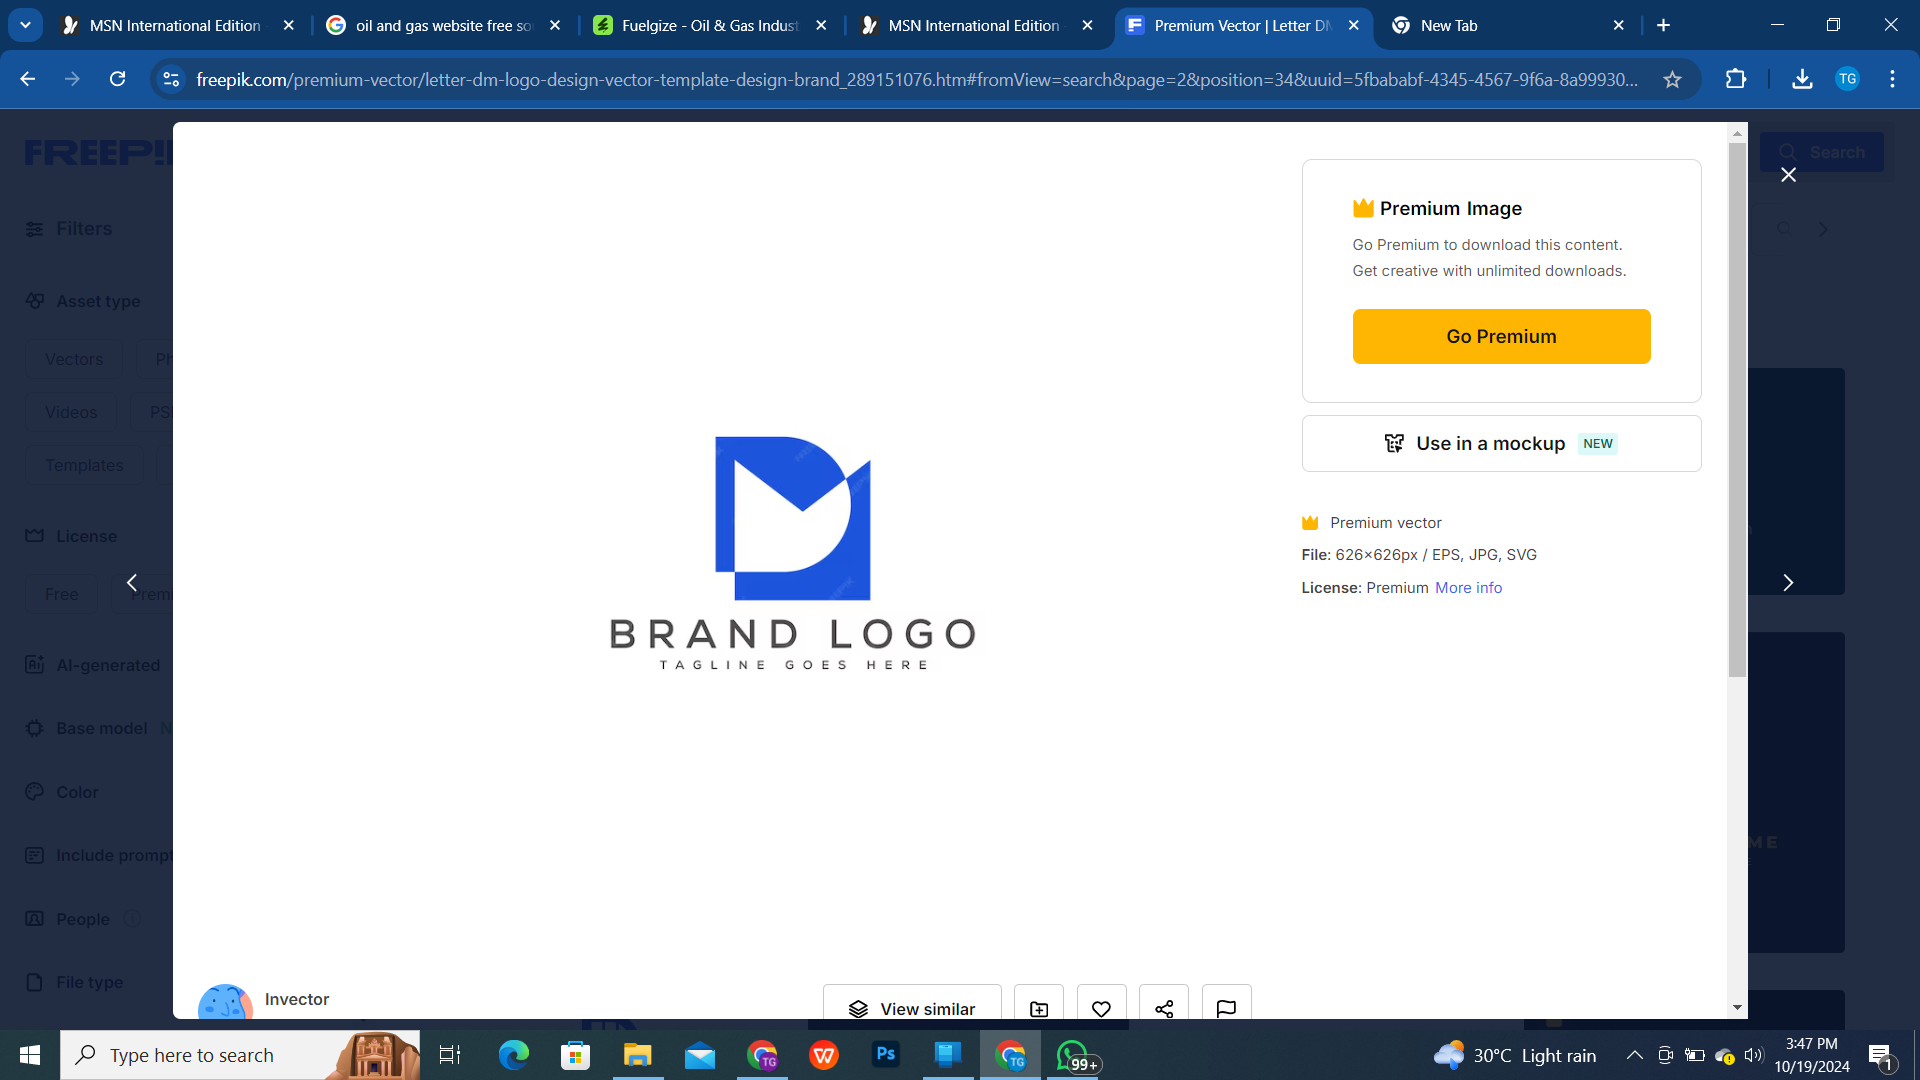 MSN International Edition
oil and gas website free so
Fuelgize - Oil & Gas Indust
MSN International Edition
Premium Vector | Letter DM
New Tab
freepik.com/premium-vector/letter-dm-logo-design-vector-template-design-brand_289151076.htm#fromView=search&page=2&position=34&uuid=5fbababf-4345-4567-9f6a-8a99930...
TG
FREEPIK
Search
Filters
Asset type
Vectors
Ph
Videos
PS
Templates
License
Free
Premi
AI-generated
Base model N
Color
Include prompt
People
File type
Premium Image
Go Premium to download this content.
Get creative with unlimited downloads.
Go Premium
Use in a mockup NEW
Premium vector
File: 626×626px / EPS, JPG, SVG
License: Premium More info
BRAND LOGO
TAGLINE GOES HERE
ME
Invector
View similar
Type here to search
TG
W
Ps
TG
99+
30°C Light rain
3:47 PM
10/19/2024
1